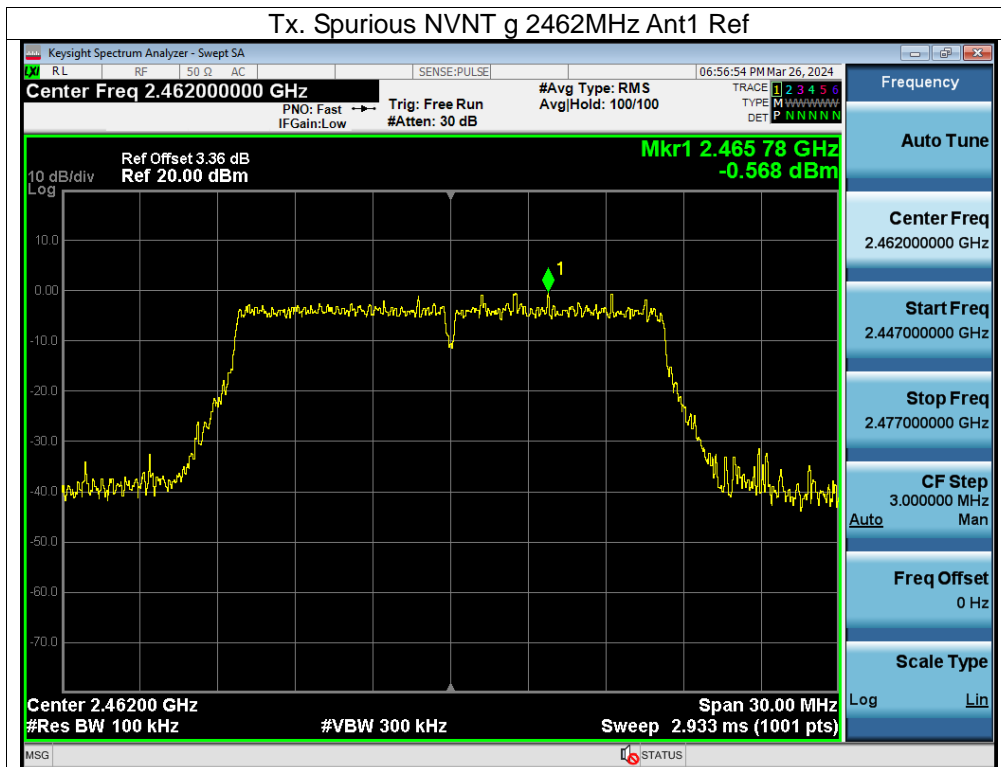 Tx. Spurious NVNT g 2462MHz Ant1 Ref
Keysight Spectrum Analyzer - Swept SA
LXI RL RF 50 Ω AC SENSE:PULSE 06:56:54 PM Mar 26, 2024
Center Freq 2.462000000 GHz
PNO: Fast
IFGain:Low
Trig: Free Run
#Atten: 30 dB
#Avg Type: RMS
Avg|Hold: 100/100
TRACE 1 2 3 4 5 6
TYPE M WWWWW
DET P N N N N N
Mkr1 2.465 78 GHz
-0.568 dBm
Ref Offset 3.36 dB
10 dB/div Ref 20.00 dBm
Log
10.0
0.00
-10.0
-20.0
-30.0
-40.0
-50.0
-60.0
-70.0
1
Center 2.46200 GHz
Span 30.00 MHz
#Res BW 100 kHz
#VBW 300 kHz
Sweep 2.933 ms (1001 pts)
MSG
STATUS
Frequency
Auto Tune
Center Freq
2.462000000 GHz
Start Freq
2.447000000 GHz
Stop Freq
2.477000000 GHz
CF Step
3.000000 MHz
Auto Man
Freq Offset
0 Hz
Scale Type
Log Lin